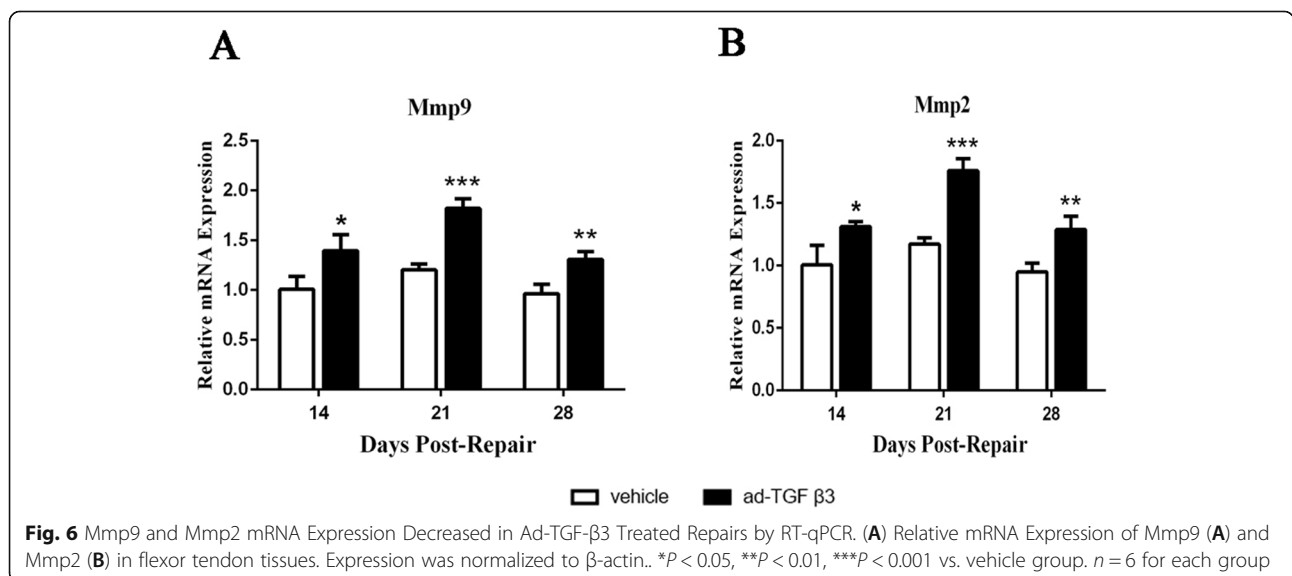 A
Mmp9
Relative mRNA Expression
2.5
2.0
1.5
1.0
0.5
0.0
*
***
**
14 21 28
Days Post-Repair
B
Mmp2
Relative mRNA Expression
2.0
1.5
1.0
0.5
0.0
*
***
**
14 21 28
Days Post-Repair
vehicle ad-TGF β3
Fig. 6 Mmp9 and Mmp2 mRNA Expression Decreased in Ad-TGF-β3 Treated Repairs by RT-qPCR. (A) Relative mRNA Expression of Mmp9 (A) and
Mmp2 (B) in flexor tendon tissues. Expression was normalized to β-actin.. *P < 0.05, **P < 0.01, ***P < 0.001 vs. vehicle group. n = 6 for each group